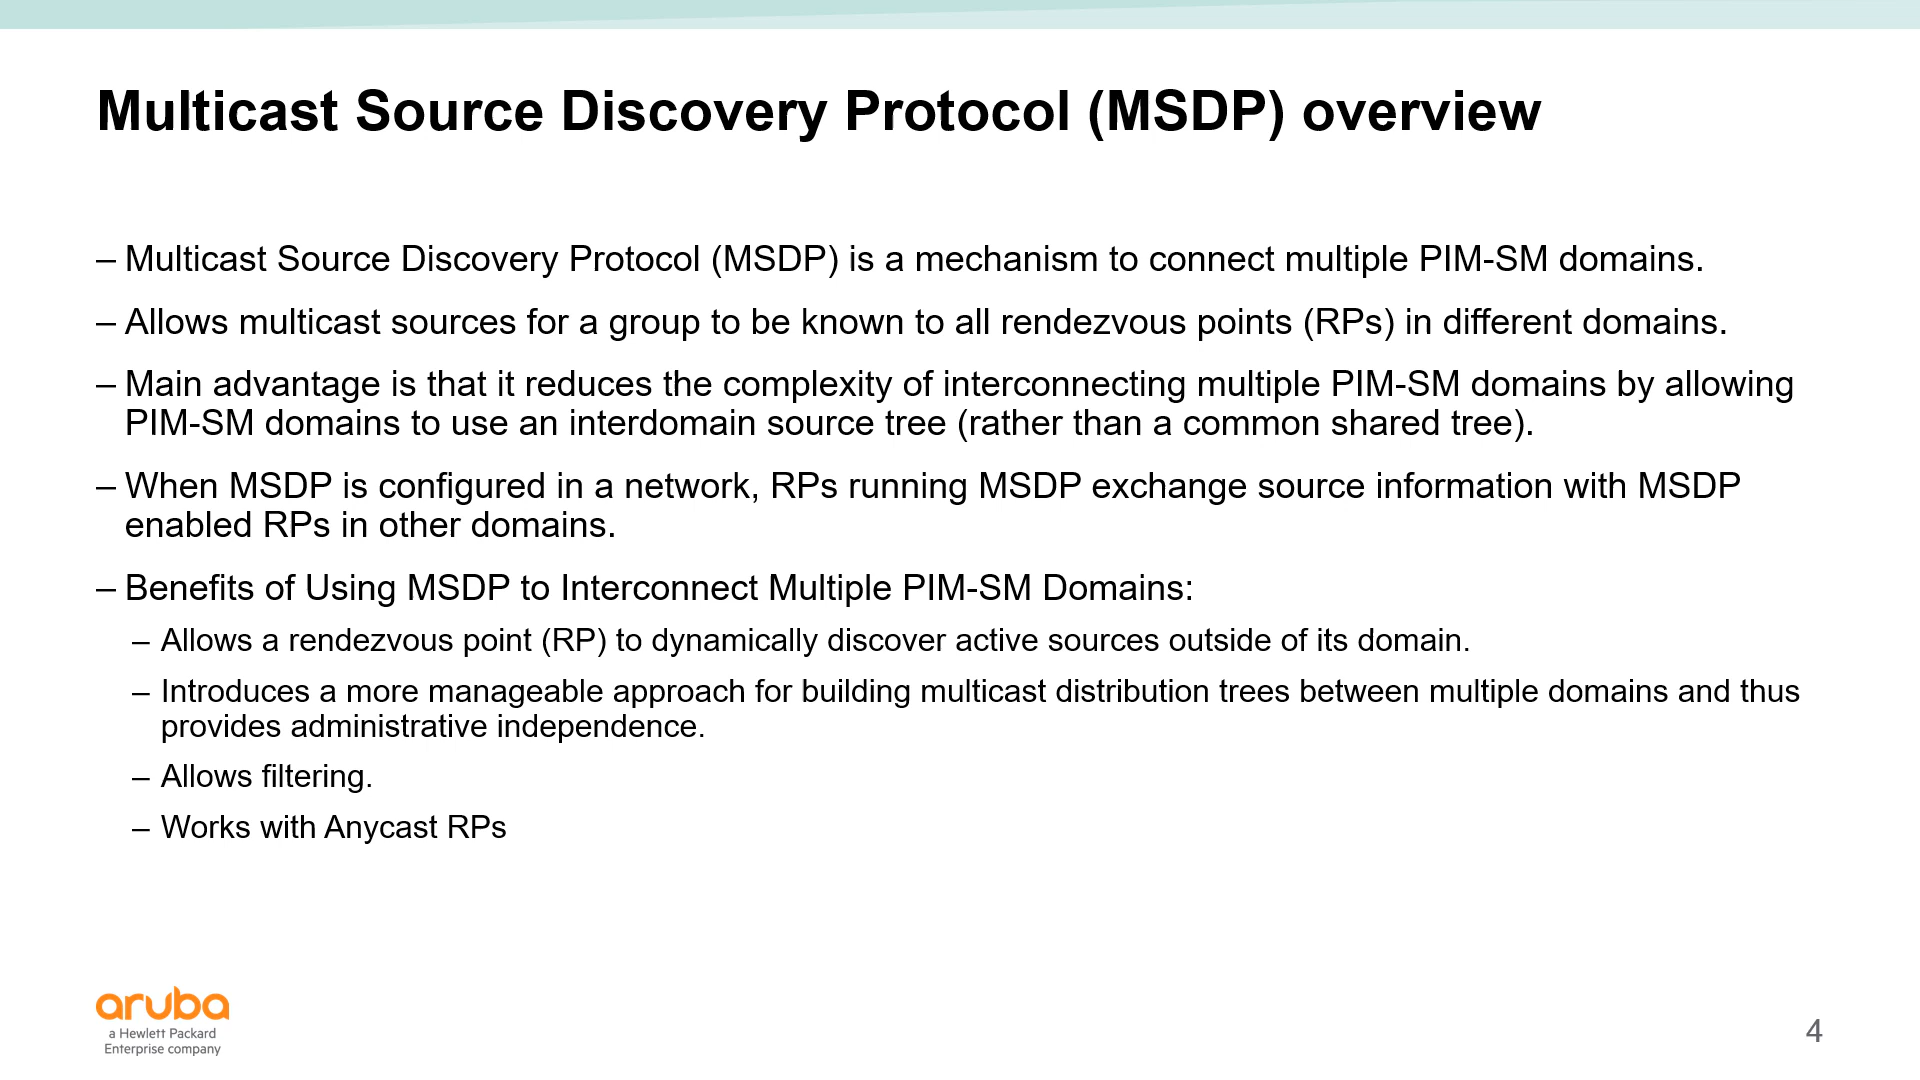 Multicast Source Discovery Protocol (MSDP) overview
– Multicast Source Discovery Protocol (MSDP) is a mechanism to connect multiple PIM-SM domains.
– Allows multicast sources for a group to be known to all rendezvous points (RPs) in different domains.
– Main advantage is that it reduces the complexity of interconnecting multiple PIM-SM domains by allowing
PIM-SM domains to use an interdomain source tree (rather than a common shared tree).
– When MSDP is configured in a network, RPs running MSDP exchange source information with MSDP
enabled RPs in other domains.
– Benefits of Using MSDP to Interconnect Multiple PIM-SM Domains:
– Allows a rendezvous point (RP) to dynamically discover active sources outside of its domain.
– Introduces a more manageable approach for building multicast distribution trees between multiple domains and thus
provides administrative independence.
– Allows filtering.
– Works with Anycast RPs
aruba
a Hewlett Packard
Enterprise company
4